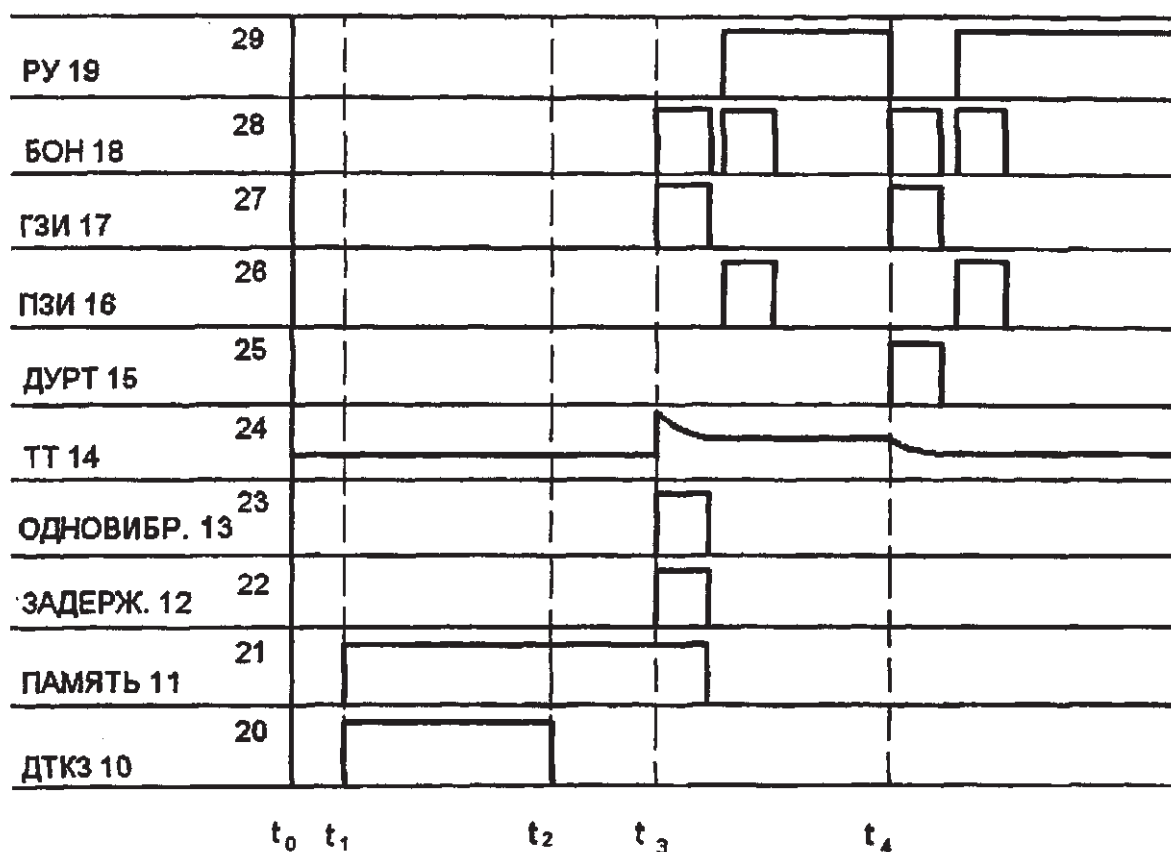 29
РУ 19
28
БОН 18
27
ГЗИ 17
26
ПЗИ 16
25
ДУРТ 15
24
ТТ 14
23
ОДНОВИБР. 13
22
ЗАДЕРЖ. 12
21
ПАМЯТЬ 11
20
ДТКЗ 10
t₀ t₁ t₂ t₃ t₄